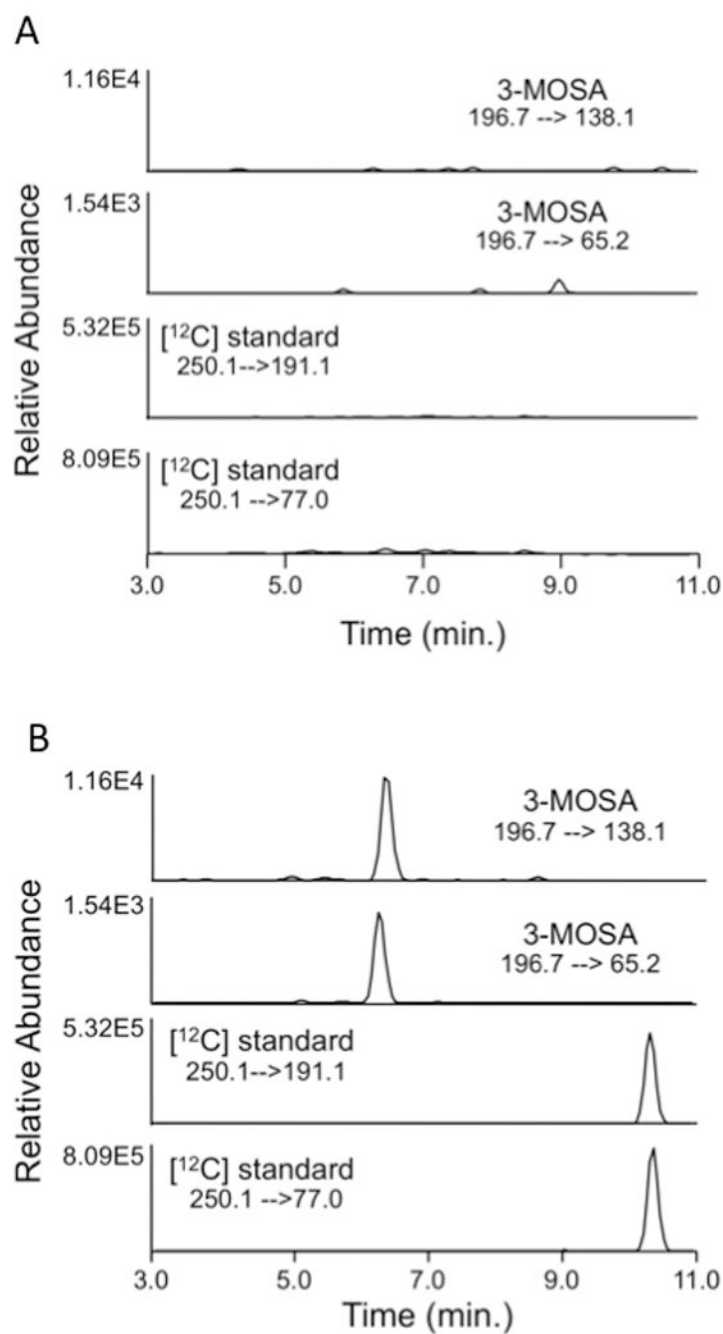 A
1.16E4
3-MOSA
196.7 --> 138.1
1.54E3
3-MOSA
196.7 --> 65.2
5.32E5
[¹²C] standard
250.1-->191.1
8.09E5
[¹²C] standard
250.1 -->77.0
Relative Abundance
3.0 5.0 7.0 9.0 11.0
Time (min.)
B
1.16E4
3-MOSA
196.7 --> 138.1
1.54E3
3-MOSA
196.7 --> 65.2
5.32E5
[¹²C] standard
250.1-->191.1
8.09E5
[¹²C] standard
250.1 -->77.0
Relative Abundance
3.0 5.0 7.0 9.0 11.0
Time (min.)